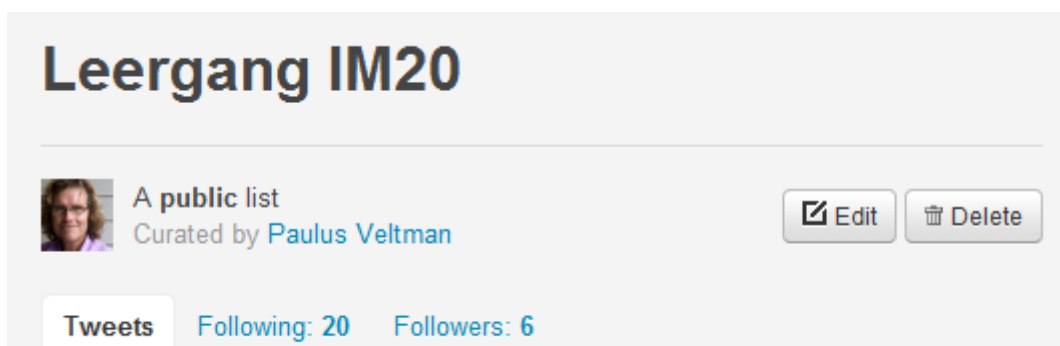 Leergang IM20
A public list
Curated by Paulus Veltman
Edit
Delete
Tweets Following: 20 Followers: 6